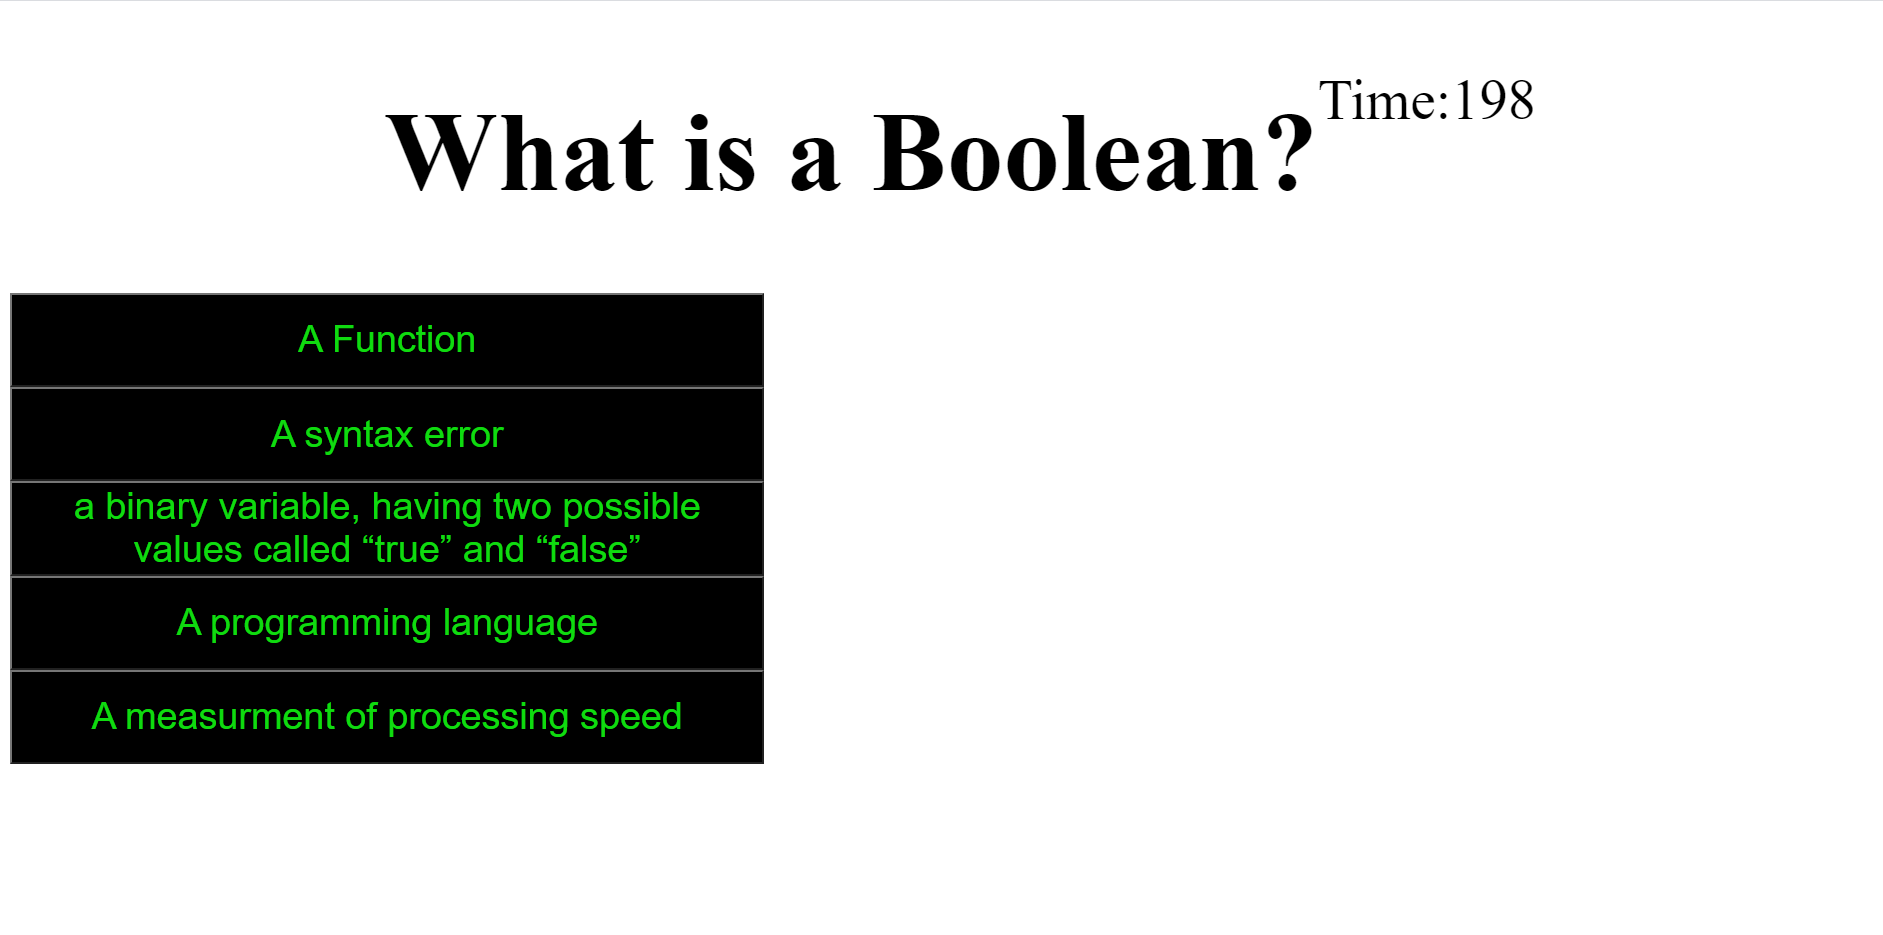 What is a Boolean?
Time:198
A Function
A syntax error
a binary variable, having two possible
values called “true” and “false”
A programming language
A measurment of processing speed